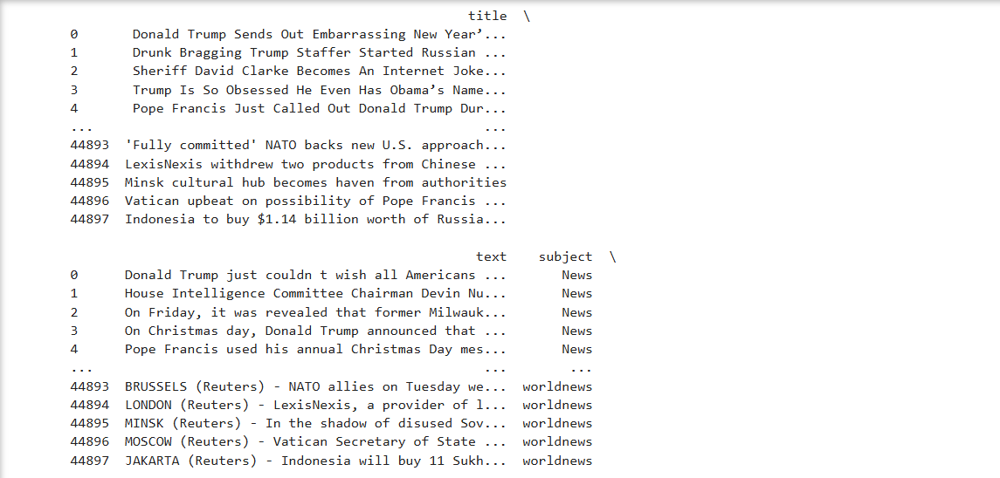 title \
0 Donald Trump Sends Out Embarrassing New Year’...
1 Drunk Bragging Trump Staffer Started Russian ...
2 Sheriff David Clarke Becomes An Internet Joke...
3 Trump Is So Obsessed He Even Has Obama’s Name...
4 Pope Francis Just Called Out Donald Trump Dur...
... ...
44893 'Fully committed' NATO backs new U.S. approach...
44894 LexisNexis withdrew two products from Chinese ...
44895 Minsk cultural hub becomes haven from authorities
44896 Vatican upbeat on possibility of Pope Francis ...
44897 Indonesia to buy $1.14 billion worth of Russia...
text subject \
0 Donald Trump just couldn t wish all Americans ... News
1 House Intelligence Committee Chairman Devin Nu... News
2 On Friday, it was revealed that former Milwauk... News
3 On Christmas day, Donald Trump announced that ... News
4 Pope Francis used his annual Christmas Day mes... News
... ... ...
44893 BRUSSELS (Reuters) - NATO allies on Tuesday we... worldnews
44894 LONDON (Reuters) - LexisNexis, a provider of l... worldnews
44895 MINSK (Reuters) - In the shadow of disused Sov... worldnews
44896 MOSCOW (Reuters) - Vatican Secretary of State ... worldnews
44897 JAKARTA (Reuters) - Indonesia will buy 11 Sukh... worldnews